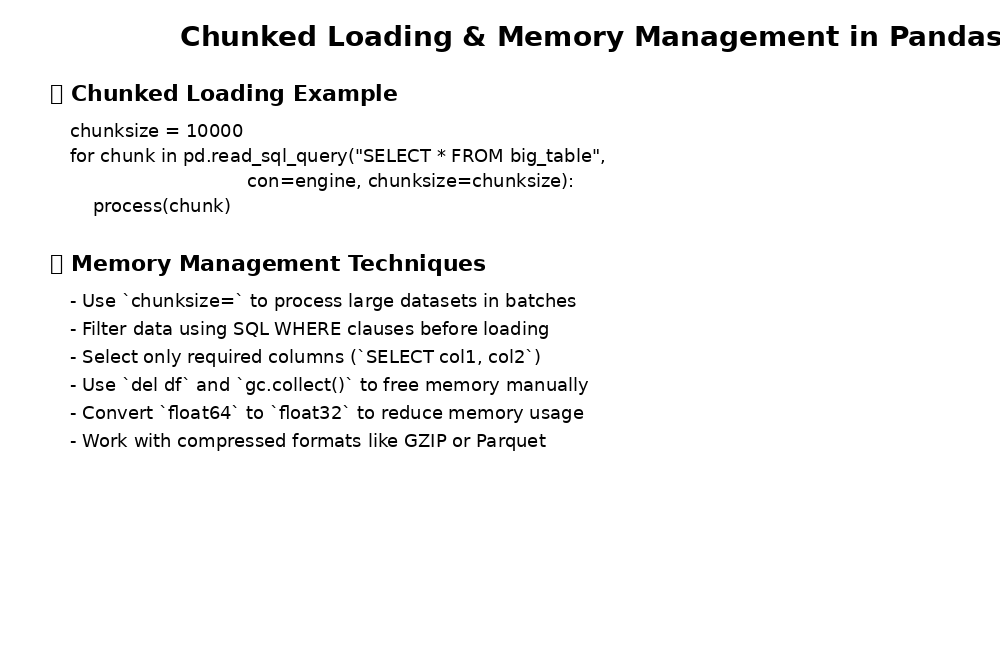 Chunked Loading & Memory Management in Pandas
Chunked Loading Example
chunksize = 10000
for chunk in pd.read_sql_query("SELECT * FROM big_table",
con=engine, chunksize=chunksize):
process(chunk)
Memory Management Techniques
- Use `chunksize=` to process large datasets in batches
- Filter data using SQL WHERE clauses before loading
- Select only required columns (`SELECT col1, col2`)
- Use `del df` and `gc.collect()` to free memory manually
- Convert `float64` to `float32` to reduce memory usage
- Work with compressed formats like GZIP or Parquet